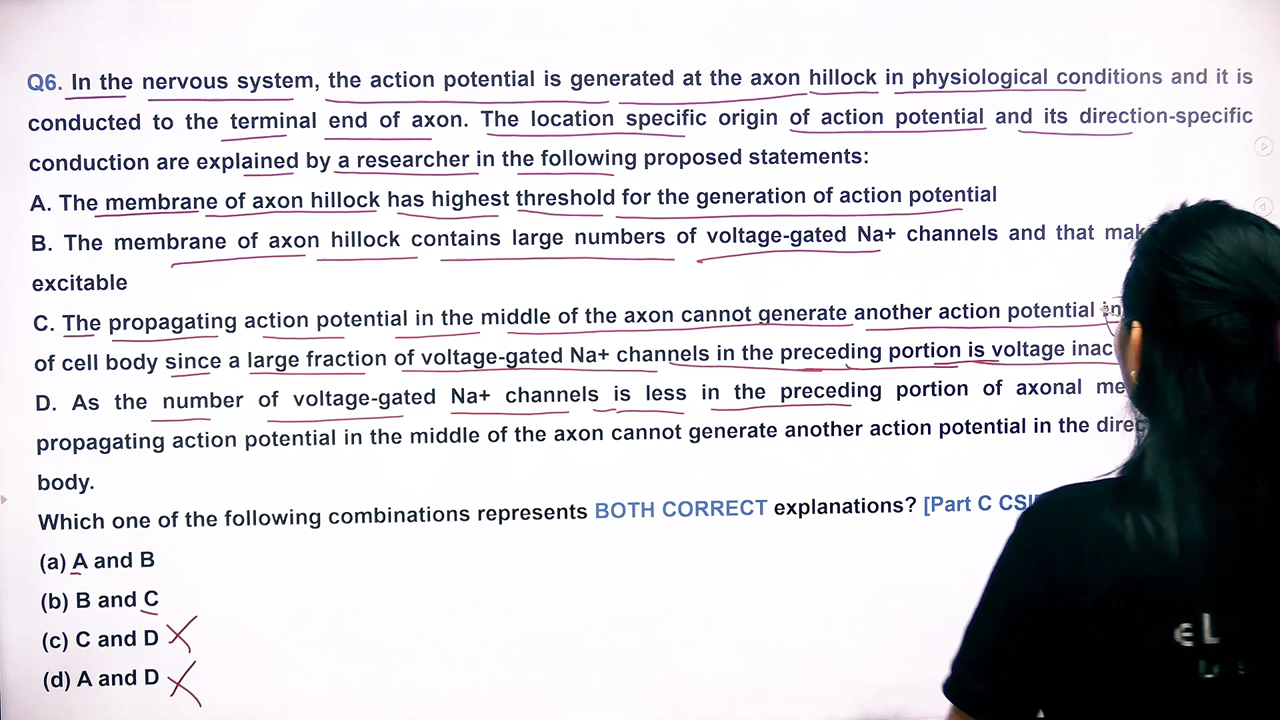 Q6. In the nervous system, the action potential is generated at the axon hillock in physiological conditions and it is
conducted to the terminal end of axon. The location specific origin of action potential and its direction-specific
conduction are explained by a researcher in the following proposed statements:
A. The membrane of axon hillock has highest threshold for the generation of action potential
B. The membrane of axon hillock contains large numbers of voltage-gated Na+ channels and that
excitable
C. The propagating action potential in the middle of the axon cannot generate another action potential in
of cell body since a large fraction of voltage-gated Na+ channels in the preceding portion is voltage
D. As the number of voltage-gated Na+ channels is less in the preceding portion of axonal
propagating action potential in the middle of the axon cannot generate another action potential in the
body.
Which one of the following combinations represents BOTH CORRECT explanations? [Part C
(a) A and B
(b) B and C
(c) C and D
(d) A and D